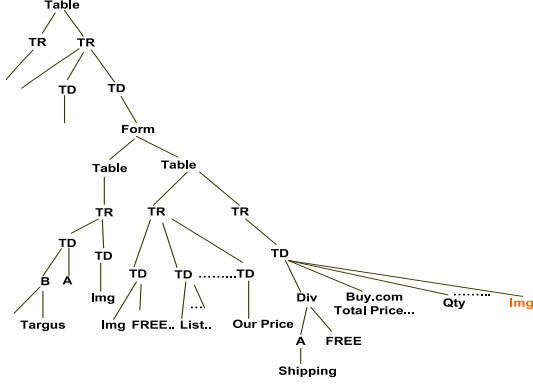 Table
TR TR
TD TD
Form
Table Table
TR TR TR
TD TD TD
B A Img TD TD ......... TD Div Buy.com Total Price... Qty ........ Img
....
Targus Img FREE.. List.. Our Price A FREE
Shipping